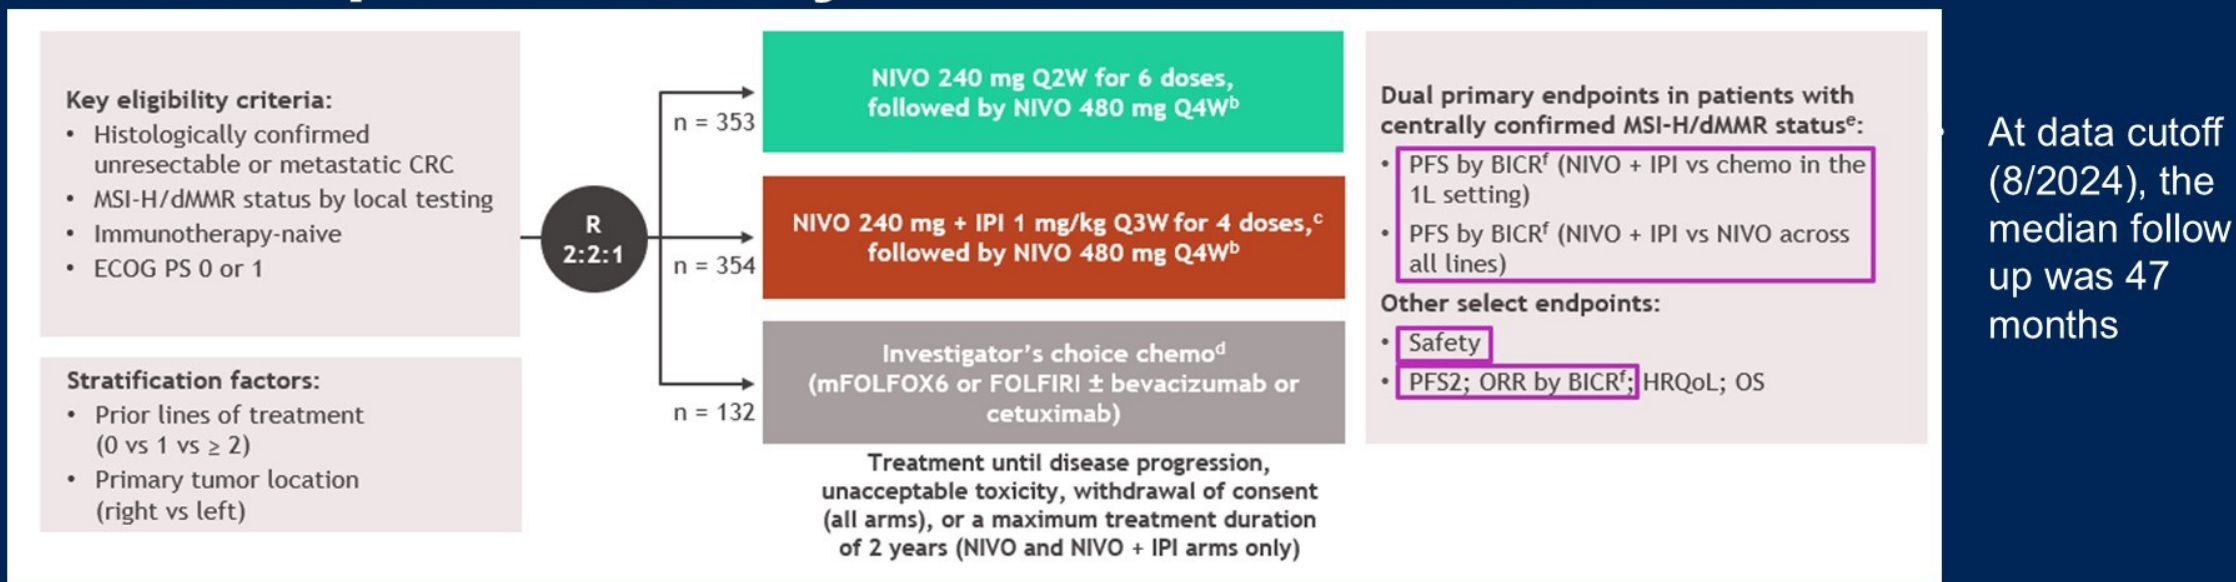 Key eligibility criteria:
• Histologically confirmed
unresectable or metastatic CRC
• MSI-H/dMMR status by local testing
• Immunotherapy-naive
• ECOG PS 0 or 1
Stratification factors:
• Prior lines of treatment
(0 vs 1 vs ≥ 2)
• Primary tumor location
(right vs left)
R
2:2:1
n = 353
n = 354
n = 132
NIVO 240 mg Q2W for 6 doses,
followed by NIVO 480 mg Q4Wᵇ
NIVO 240 mg + IPI 1 mg/kg Q3W for 4 doses,ᶜ
followed by NIVO 480 mg Q4Wᵇ
Investigator's choice chemoᵈ
(mFOLFOX6 or FOLFIRI ± bevacizumab or
cetuximab)
Treatment until disease progression,
unacceptable toxicity, withdrawal of consent
(all arms), or a maximum treatment duration
of 2 years (NIVO and NIVO + IPI arms only)
Dual primary endpoints in patients with
centrally confirmed MSI-H/dMMR statusᵉ:
• PFS by BICRᶠ (NIVO + IPI vs chemo in the
1L setting)
• PFS by BICRᶠ (NIVO + IPI vs NIVO across
all lines)
Other select endpoints:
• Safety
• PFS2; ORR by BICRᶠ; HRQoL; OS
• At data cutoff
(8/2024), the
median follow
up was 47
months